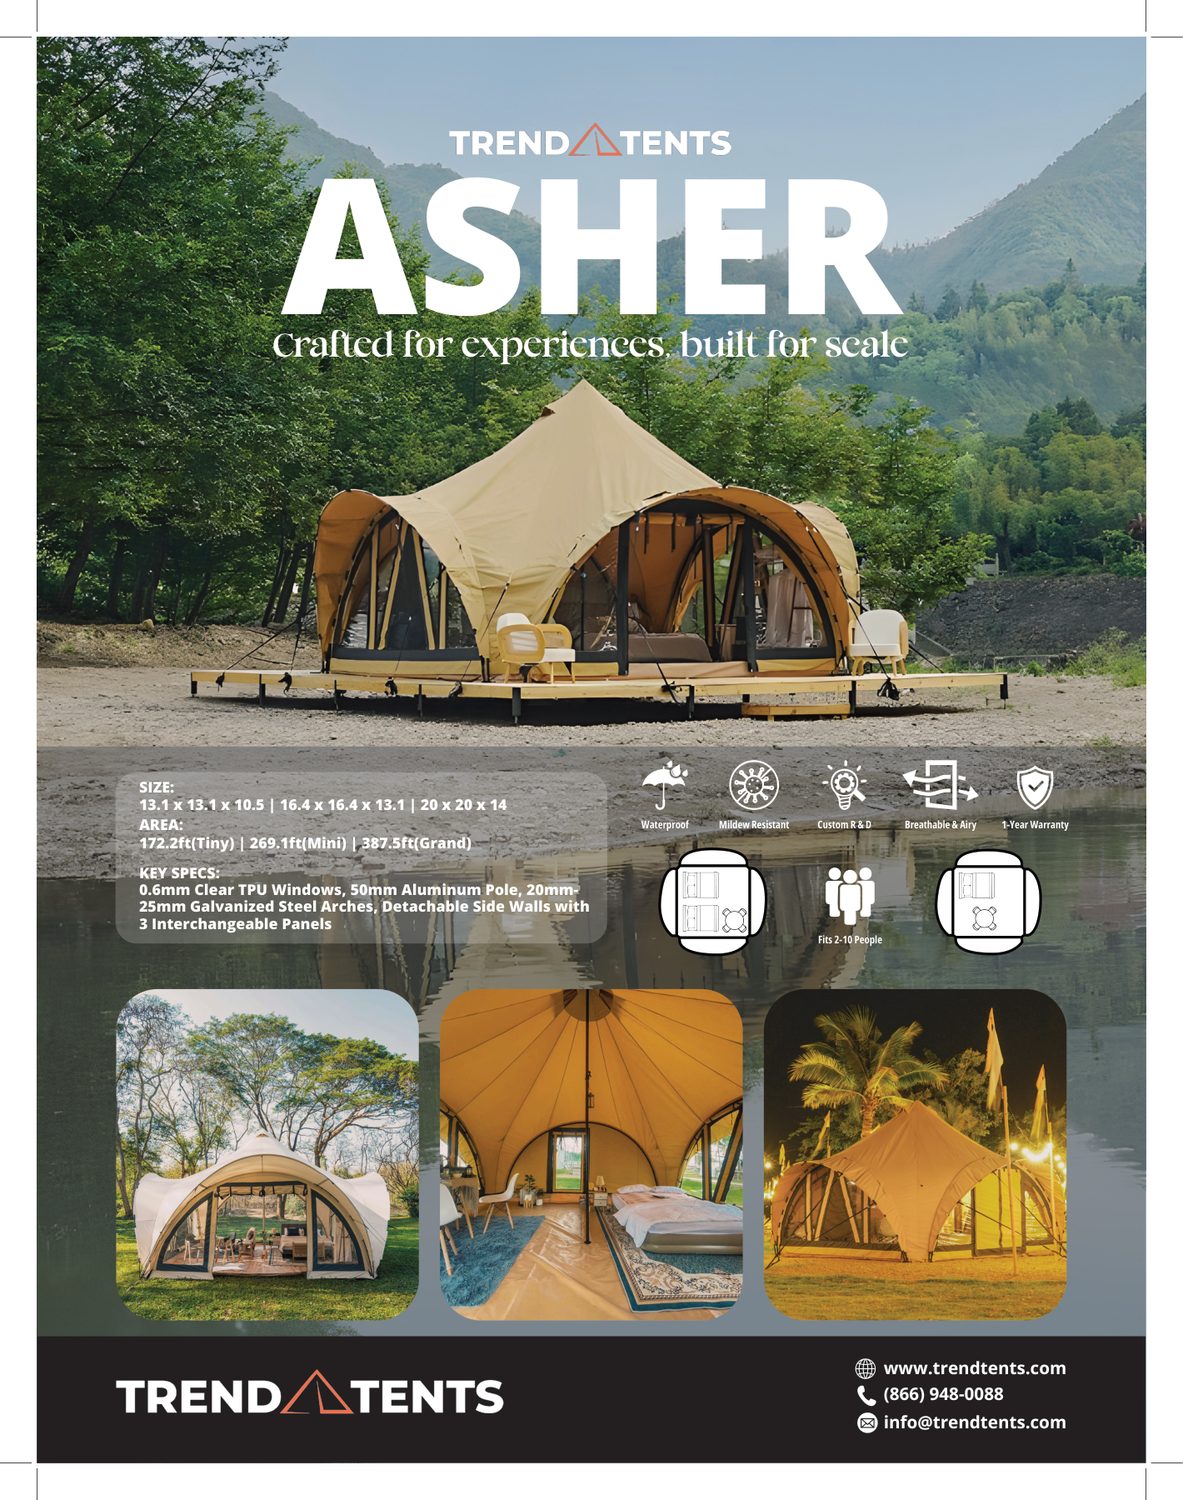 TREND TENTS
ASHER
Crafted for experiences, built for scale
SIZE:
13.1 x 13.1 x 10.5 | 16.4 x 16.4 x 13.1 | 20 x 20 x 14
AREA:
172.2ft(Tiny) | 269.1ft(Mini) | 387.5ft(Grand)
KEY SPECS:
0.6mm Clear TPU Windows, 50mm Aluminum Pole, 20mm-
25mm Galvanized Steel Arches, Detachable Side Walls with
3 Interchangeable Panels
Waterproof
Mildew Resistant
Custom R & D
Breathable & Airy
1-Year Warranty
Fits 2-10 People
TREND TENTS
www.trendtents.com
(866) 948-0088
info@trendtents.com